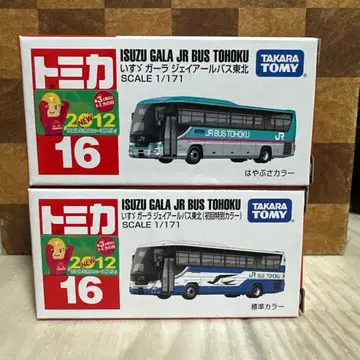 トミカ
ISUZU GALA JR BUS TOHOKU
いすゞ ガーラ ジェイアールバス東北
SCALE 1/171
TAKARA
TOMY
NEW
2012
16
JR BUS TOHOKU
JR
はやぶさカラー
トミカ
ISUZU GALA JR BUS TOHOKU
いすゞ ガーラ ジェイアールバス東北(初回特別カラー)
SCALE 1/171
TAKARA
TOMY
NEW
2012
16
BUS TOHOKU
標準カラー